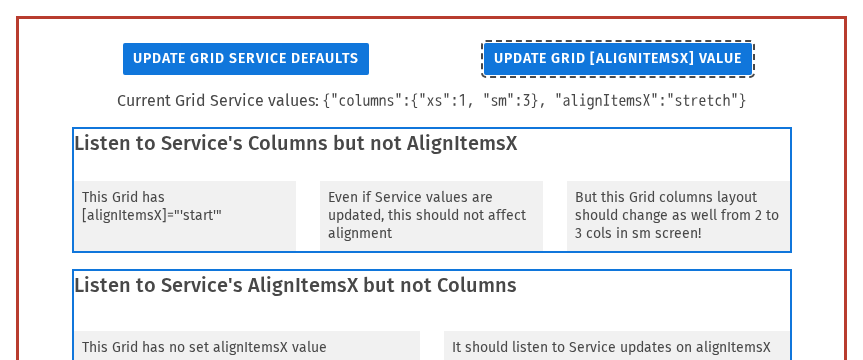 UPDATE GRID SERVICE DEFAULTS
UPDATE GRID [ALIGNITEMSX] VALUE
Current Grid Service values: {"columns":{"xs":1, "sm":3}, "alignItemsX":"stretch"}
Listen to Service's Columns but not AlignItemsX
This Grid has
[alignItemsX]="'start'"
Even if Service values are
updated, this should not affect
alignment
But this Grid columns layout
should change as well from 2 to
3 cols in sm screen!
Listen to Service's AlignItemsX but not Columns
This Grid has no set alignItemsX value
It should listen to Service updates on alignItemsX